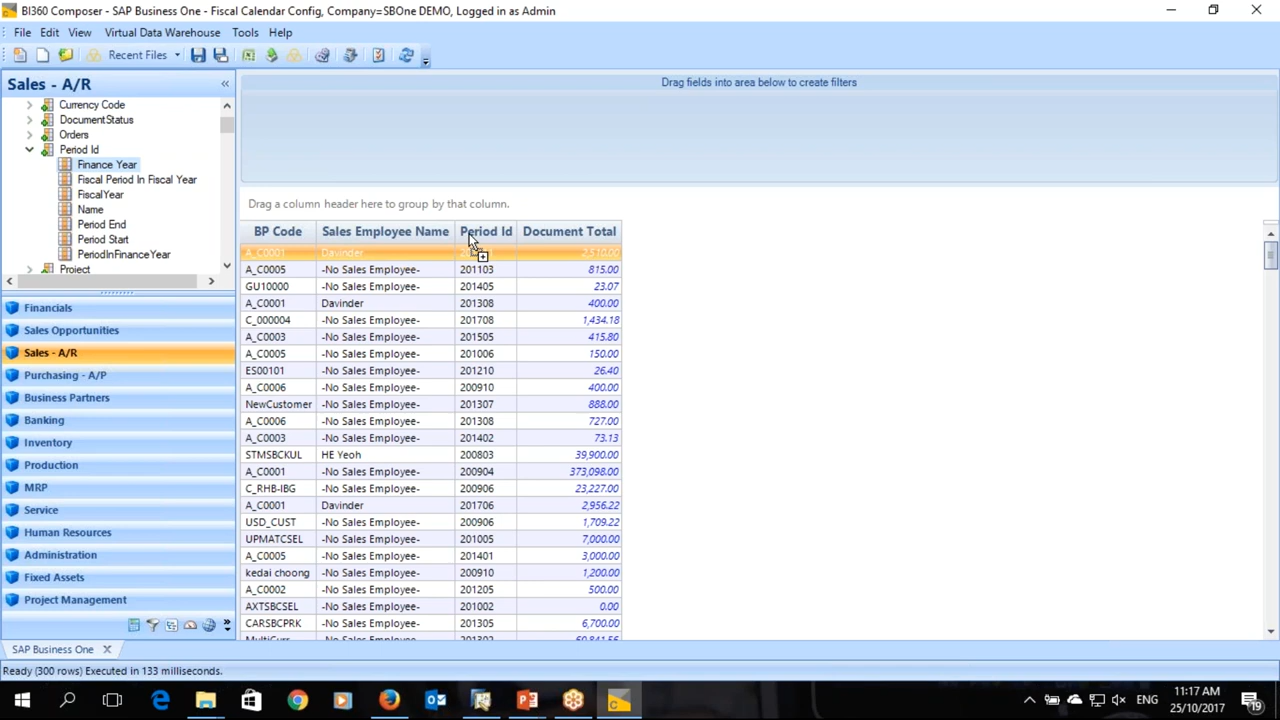 BI360 Composer - SAP Business One - Fiscal Calendar Config, Company=SBOne DEMO, Logged in as Admin
File Edit View Virtual Data Warehouse Tools Help
Recent Files
Sales - A/R
Currency Code
DocumentStatus
Orders
Period Id
Finance Year
Fiscal Period In Fiscal Year
FiscalYear
Name
Period End
Period Start
PeriodInFinanceYear
Project
Financials
Sales Opportunities
Sales - A/R
Purchasing - A/P
Business Partners
Banking
Inventory
Production
MRP
Service
Human Resources
Administration
Fixed Assets
Project Management
Drag fields into area below to create filters
Drag a column header here to group by that column.
BP Code Sales Employee Name Period Id Document Total
A_C0001 Davinder 2,510.00
A_C0005 -No Sales Employee- 201103 815.00
GU10000 -No Sales Employee- 201405 23.07
A_C0001 Davinder 201308 400.00
C_000004 -No Sales Employee- 201708 1,434.18
A_C0003 -No Sales Employee- 201505 415.80
A_C0005 -No Sales Employee- 201006 150.00
ES00101 -No Sales Employee- 201210 26.40
A_C0006 -No Sales Employee- 200910 400.00
NewCustomer -No Sales Employee- 201307 888.00
A_C0006 -No Sales Employee- 201308 727.00
A_C0003 -No Sales Employee- 201402 73.13
STMSBCKUL HE Yeoh 200803 39,900.00
A_C0001 -No Sales Employee- 200904 373,098.00
C_RHB-IBG -No Sales Employee- 200906 23,227.00
A_C0001 Davinder 201706 2,956.22
USD_CUST -No Sales Employee- 200906 1,709.22
UPMATCSEL -No Sales Employee- 201005 7,000.00
A_C0005 -No Sales Employee- 201401 3,000.00
kedai choong -No Sales Employee- 200910 1,200.00
A_C0002 -No Sales Employee- 201205 500.00
AXTSBCSEL -No Sales Employee- 201002 0.00
CARSBCPRK -No Sales Employee- 201305 6,700.00
MultiCurr -No Sales Employee-
SAP Business One
Ready (300 rows) Executed in 133 milliseconds.
ENG
11:17 AM
25/10/2017
19